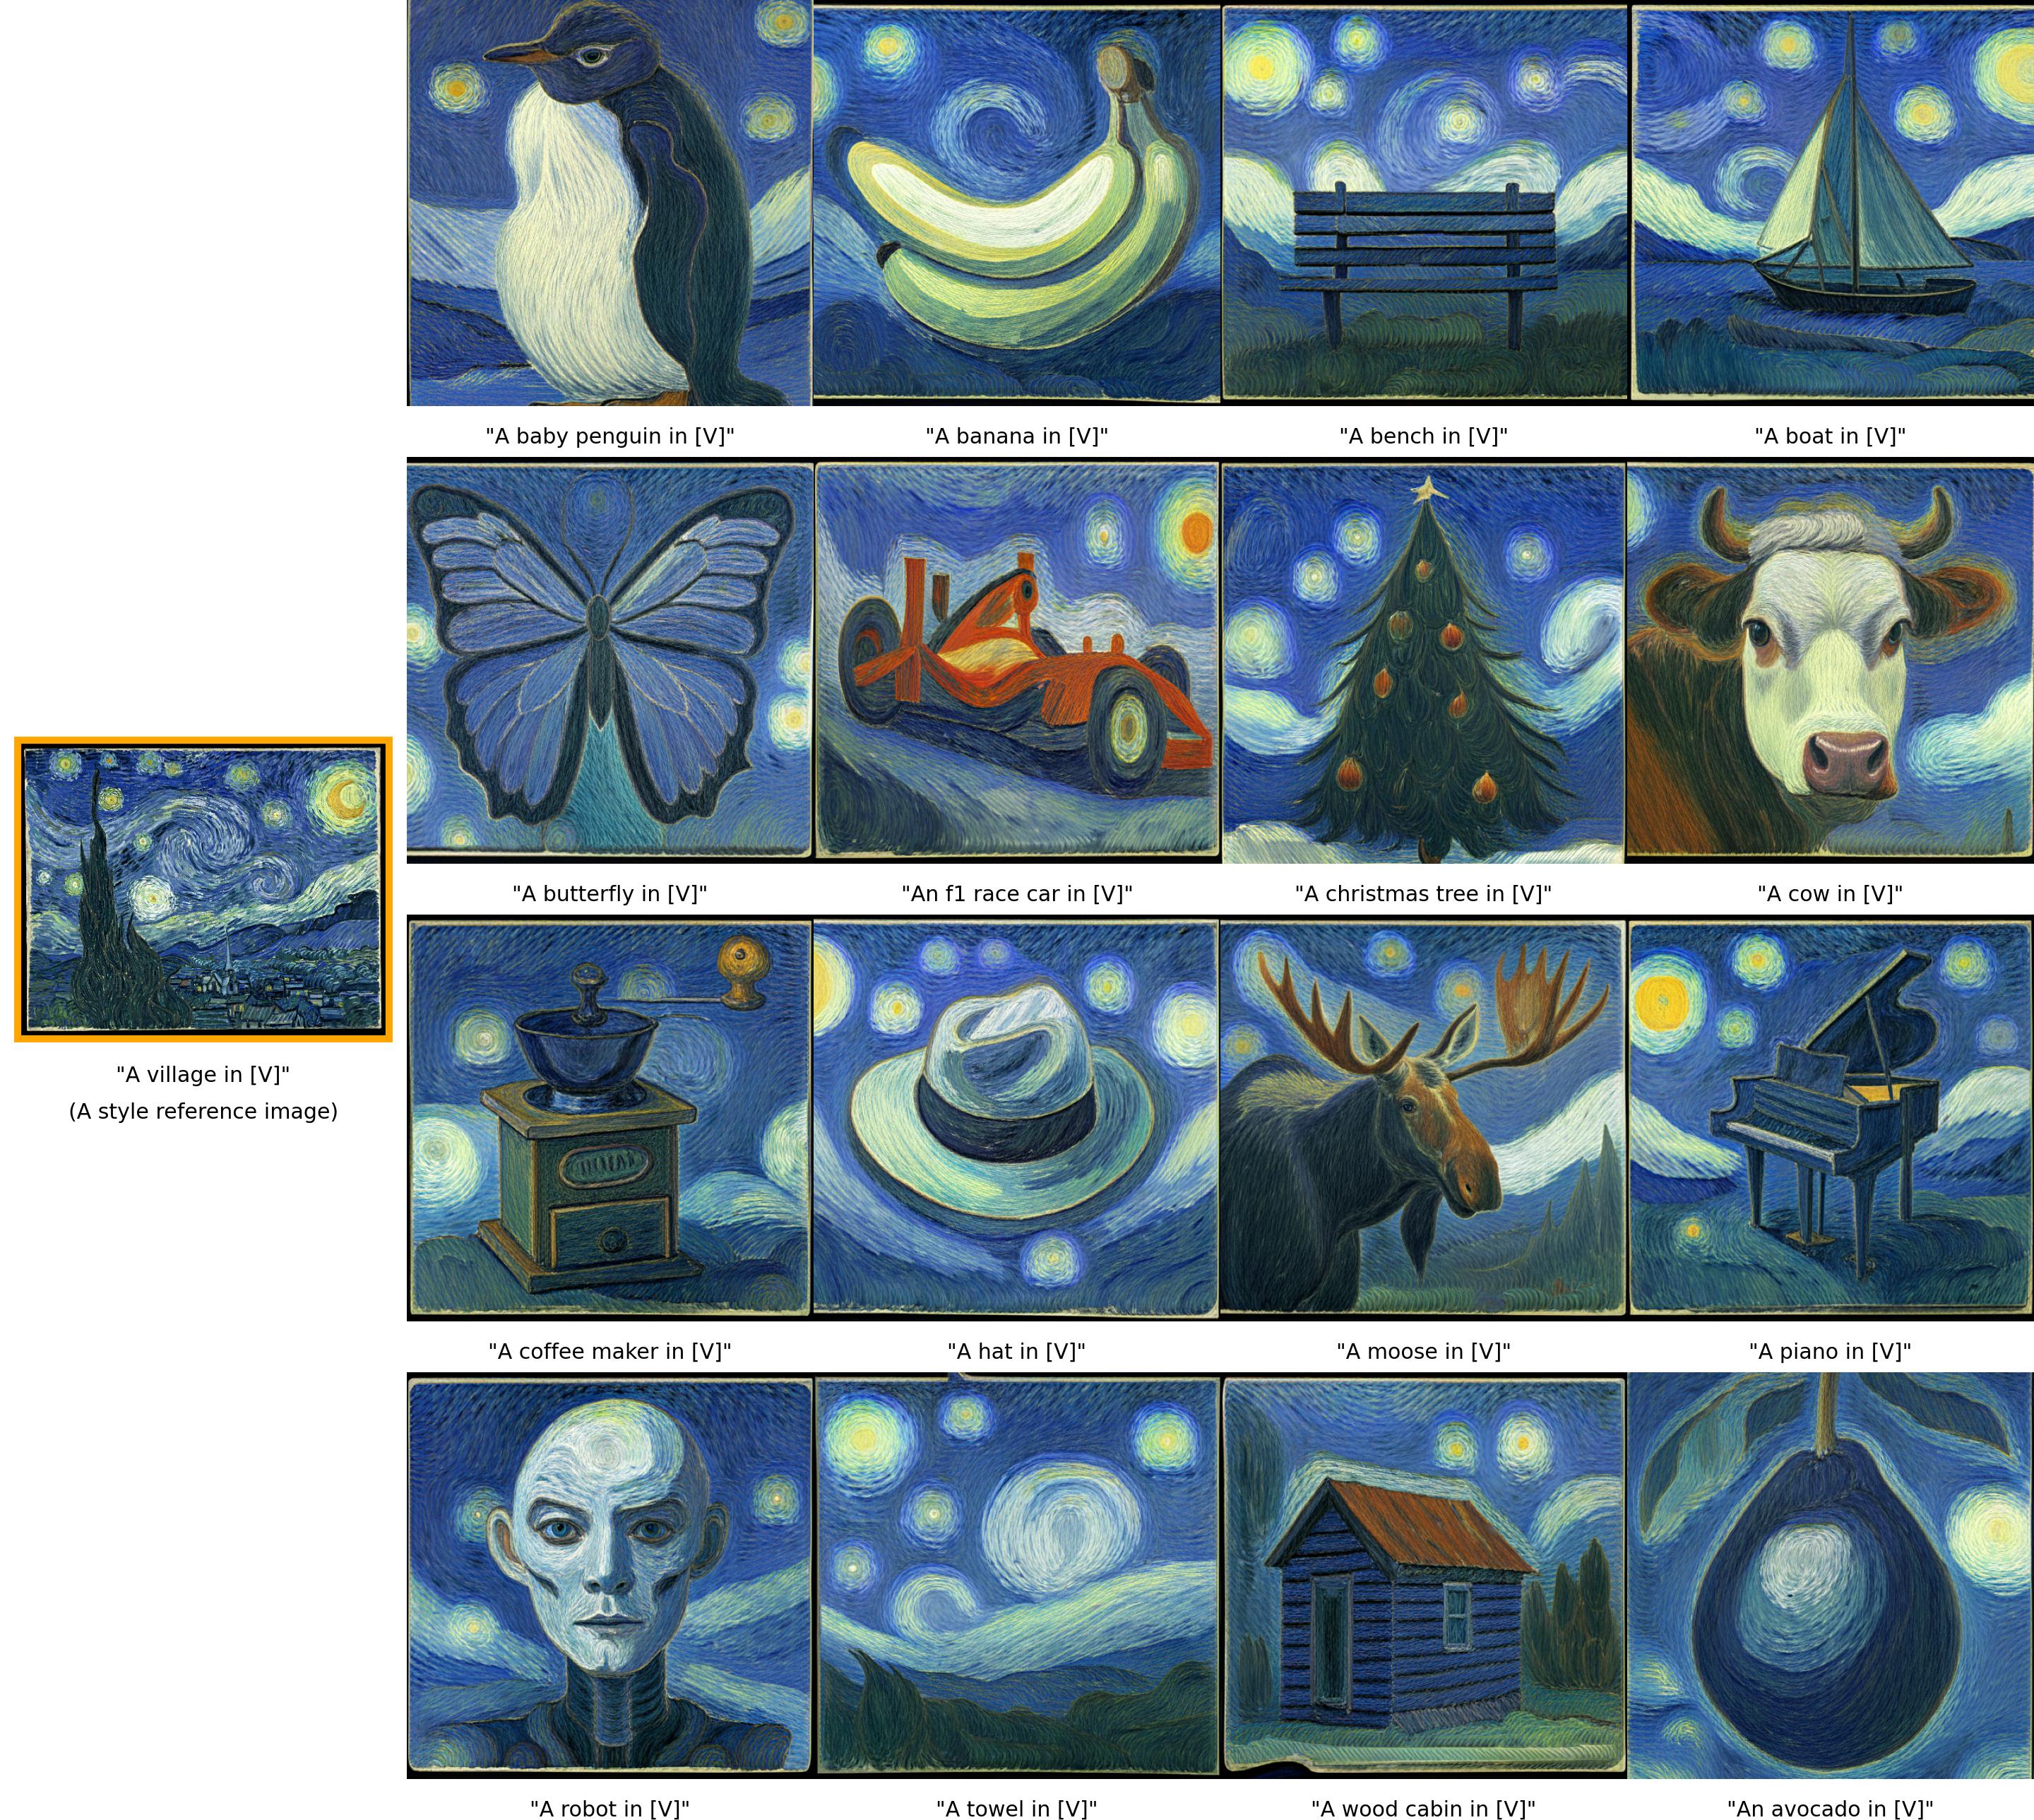 "A baby penguin in [V]"
"A banana in [V]"
"A bench in [V]"
"A boat in [V]"
"A butterfly in [V]"
"An f1 race car in [V]"
"A christmas tree in [V]"
"A cow in [V]"
"A village in [V]"
(A style reference image)
"A coffee maker in [V]"
"A hat in [V]"
"A moose in [V]"
"A piano in [V]"
"A robot in [V]"
"A towel in [V]"
"A wood cabin in [V]"
"An avocado in [V]"